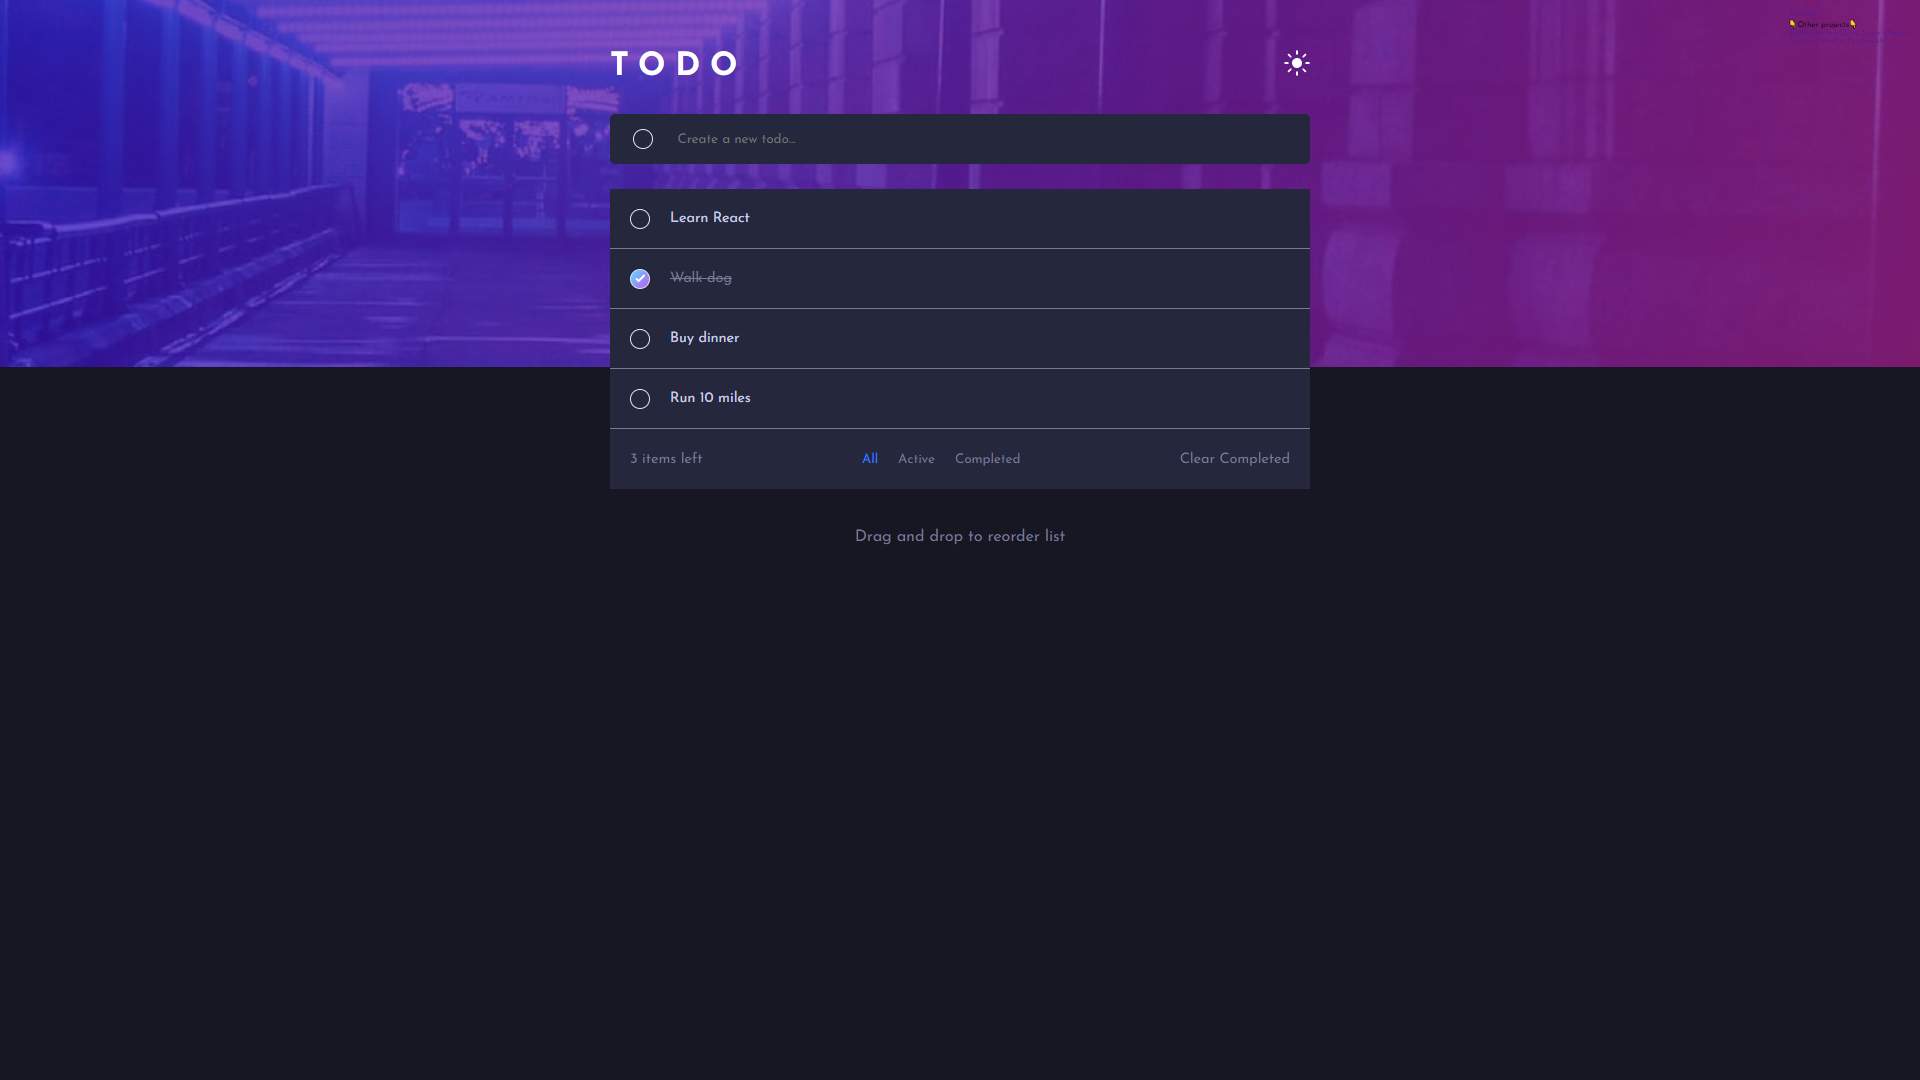 👇Other projects👇
TODO
Create a new todo...
Learn React
Walk dog
Buy dinner
Run 10 miles
3 items left
All Active Completed
Clear Completed
Drag and drop to reorder list